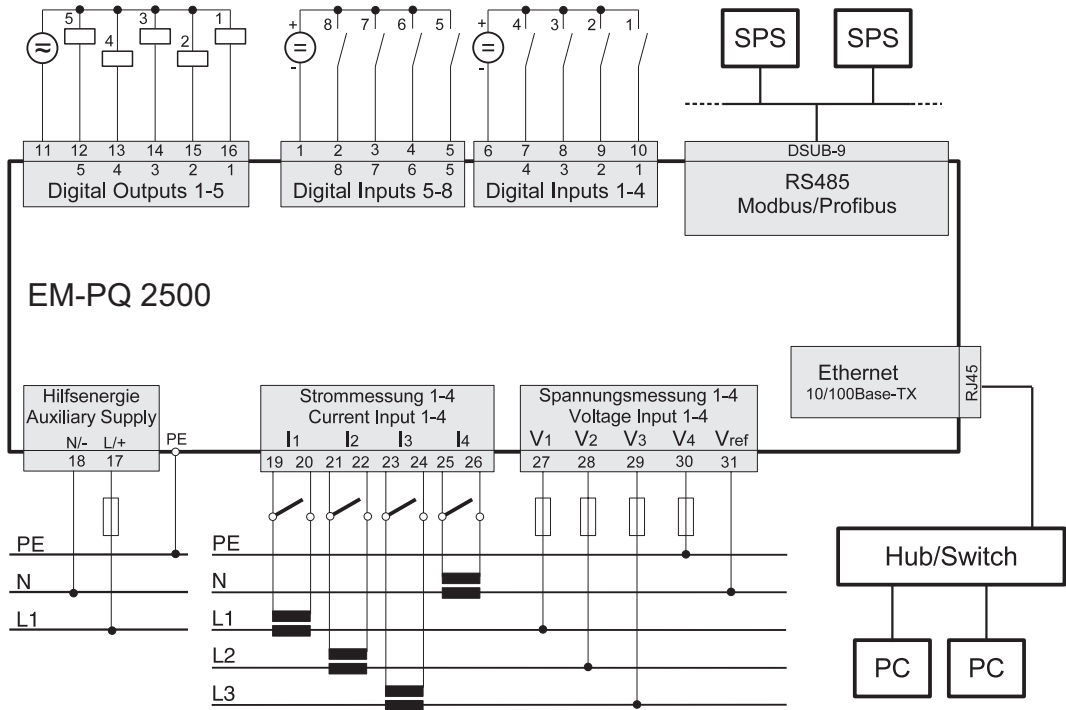 5 3 1
4 2
+ 8 7 6 5
-
+ 4 3 2 1
-
SPS SPS
11 12 13 14 15 16
5 4 3 2 1
Digital Outputs 1-5
1 2 3 4 5
8 7 6 5
Digital Inputs 5-8
6 7 8 9 10
4 3 2 1
Digital Inputs 1-4
DSUB-9
RS485
Modbus/Profibus
EM-PQ 2500
Ethernet
10/100Base-TX
RJ45
Hilfsenergie
Auxiliary Supply
N/- L/+ PE
18 17
Strommessung 1-4
Current Input 1-4
I1 I2 I3 I4
19 20 21 22 23 24 25 26
Spannungsmessung 1-4
Voltage Input 1-4
V1 V2 V3 V4 Vref
27 28 29 30 31
PE
N
L1
PE
N
L1
L2
L3
Hub/Switch
PC PC